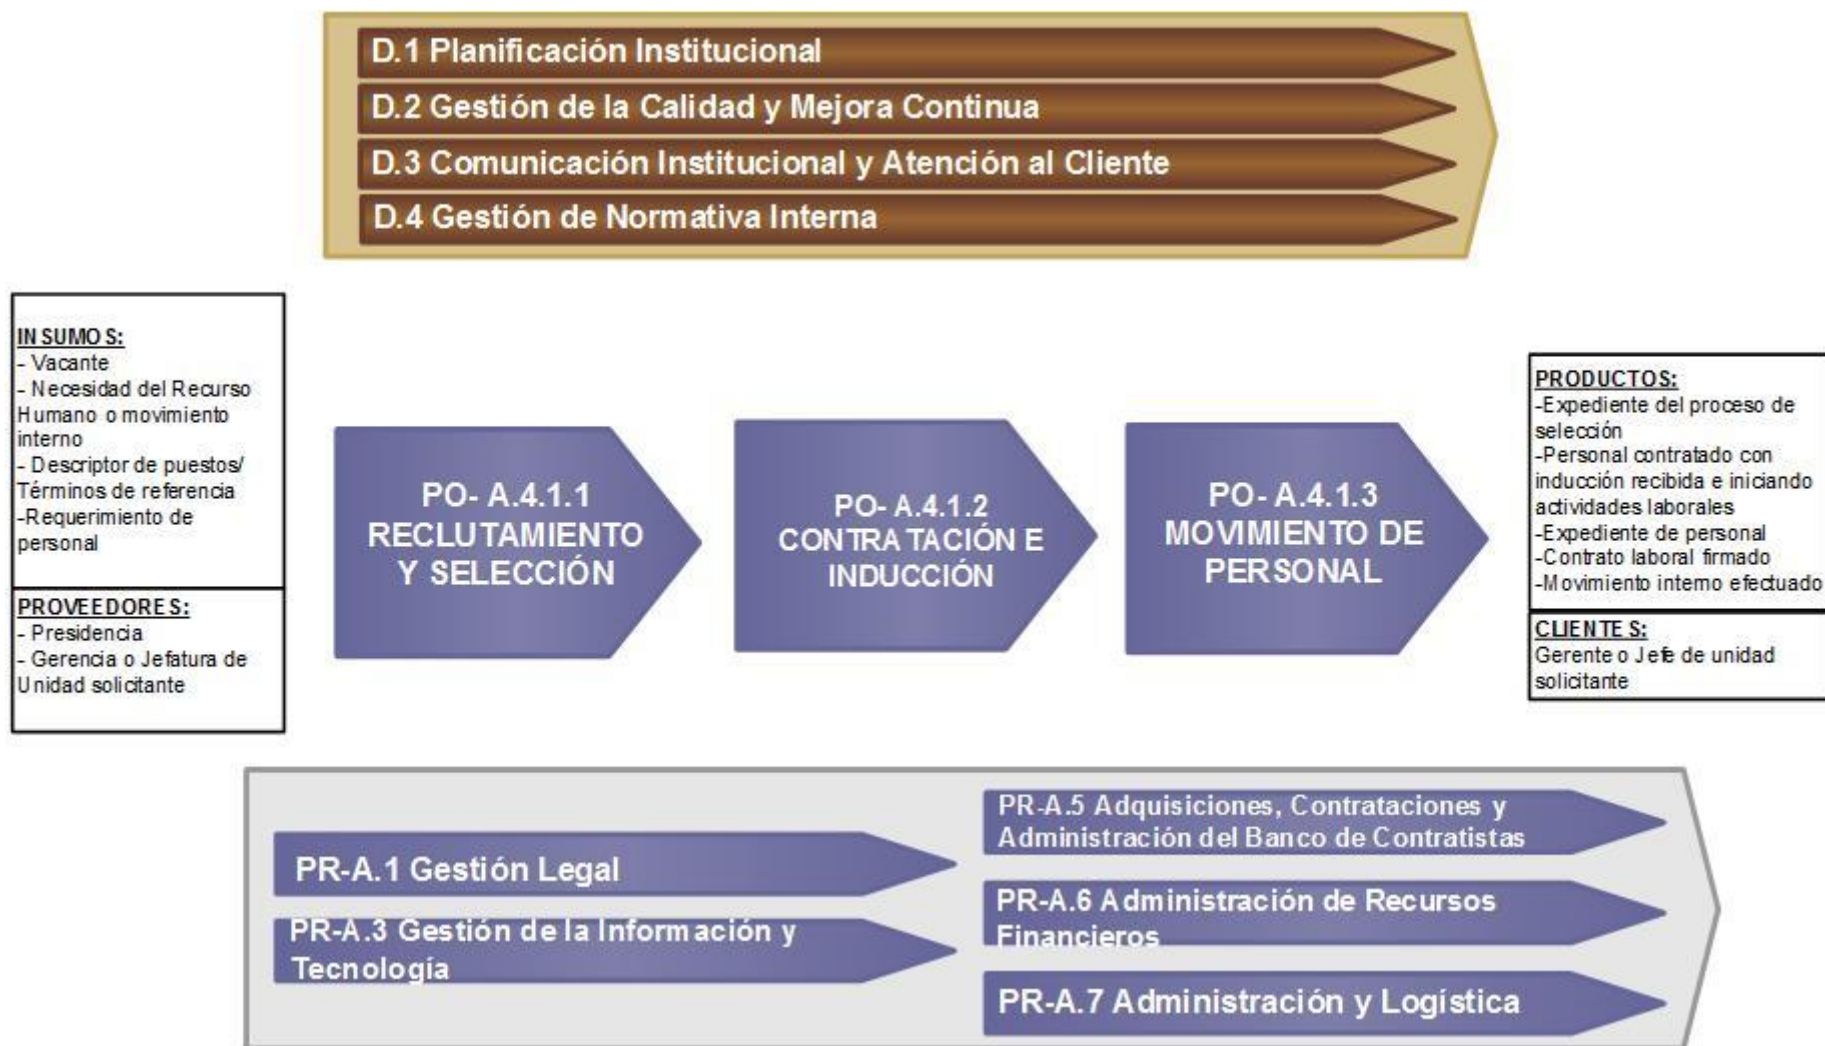 D.1 Planificación Institucional
D.2 Gestión de la Calidad y Mejora Continua
D.3 Comunicación Institucional y Atención al Cliente
D.4 Gestión de Normativa Interna
INSUMOS:
- Vacante
- Necesidad del Recurso
Humano o movimiento
interno
- Descriptor de puestos/
Términos de referencia
-Requerimiento de
personal
PROVEEDORES:
- Presidencia
- Gerencia o Jefatura de
Unidad solicitante
PO- A.4.1.1
RECLUTAMIENTO
Y SELECCIÓN
PO- A.4.1.2
CONTRATACIÓN E
INDUCCIÓN
PO- A.4.1.3
MOVIMIENTO DE
PERSONAL
PRODUCTOS:
-Expediente del proceso de
selección
-Personal contratado con
inducción recibida e iniciando
actividades laborales
-Expediente de personal
-Contrato laboral firmado
-Movimiento interno efectuado
CLIENTES:
Gerente o Jefe de unidad
solicitante
PR-A.1 Gestión Legal
PR-A.3 Gestión de la Información y
Tecnología
PR-A.5 Adquisiciones, Contrataciones y
Administración del Banco de Contratistas
PR-A.6 Administración de Recursos
Financieros
PR-A.7 Administración y Logística